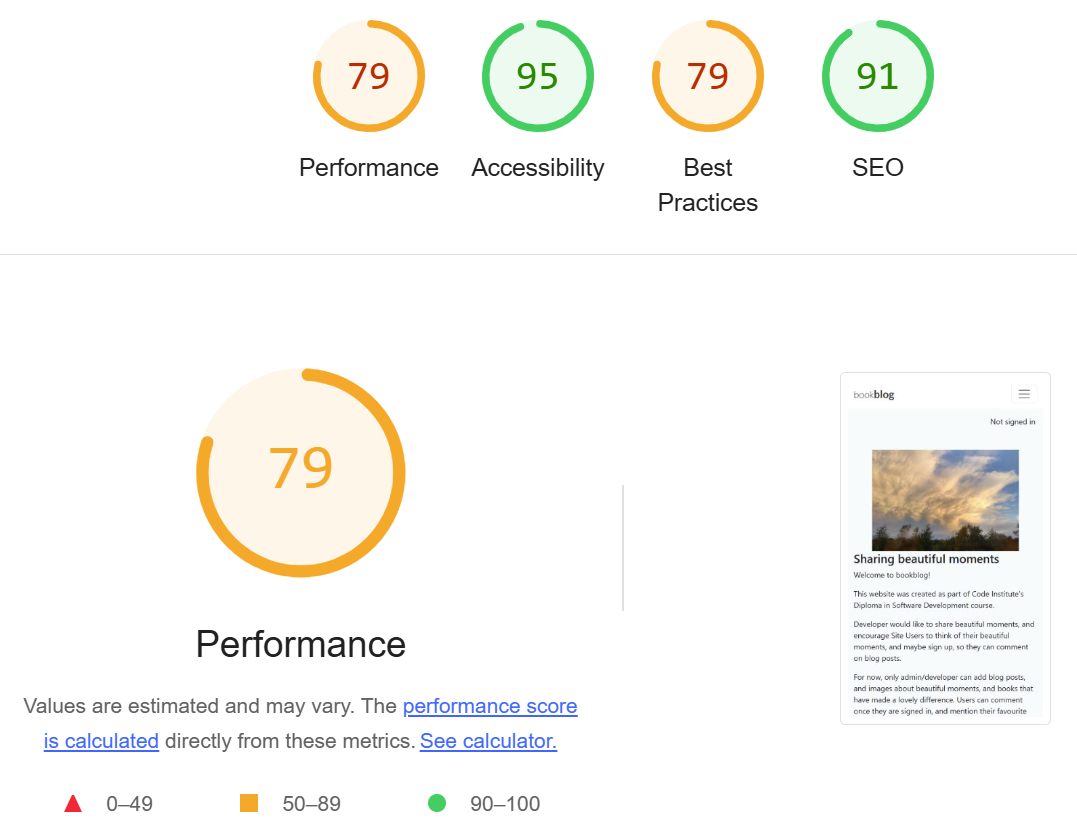 79
95
79
91
Performance
Accessibility
Best
Practices
SEO
79
Performance
Values are estimated and may vary. The performance score
is calculated directly from these metrics. See calculator.
0–49
50–89
90–100
bookblog
Not signed in
Sharing beautiful moments
Welcome to bookblog!
This website was created as part of Code Institute's
Diploma in Software Development course.
Developer would like to share beautiful moments, and
encourage Site Users to think of their beautiful
moments, and maybe sign up, so they can comment
on blog posts.
For now, only admin/developer can add blog posts,
and images about beautiful moments, and books that
have made a lovely difference. Users can comment
once they are signed in, and mention their favourite